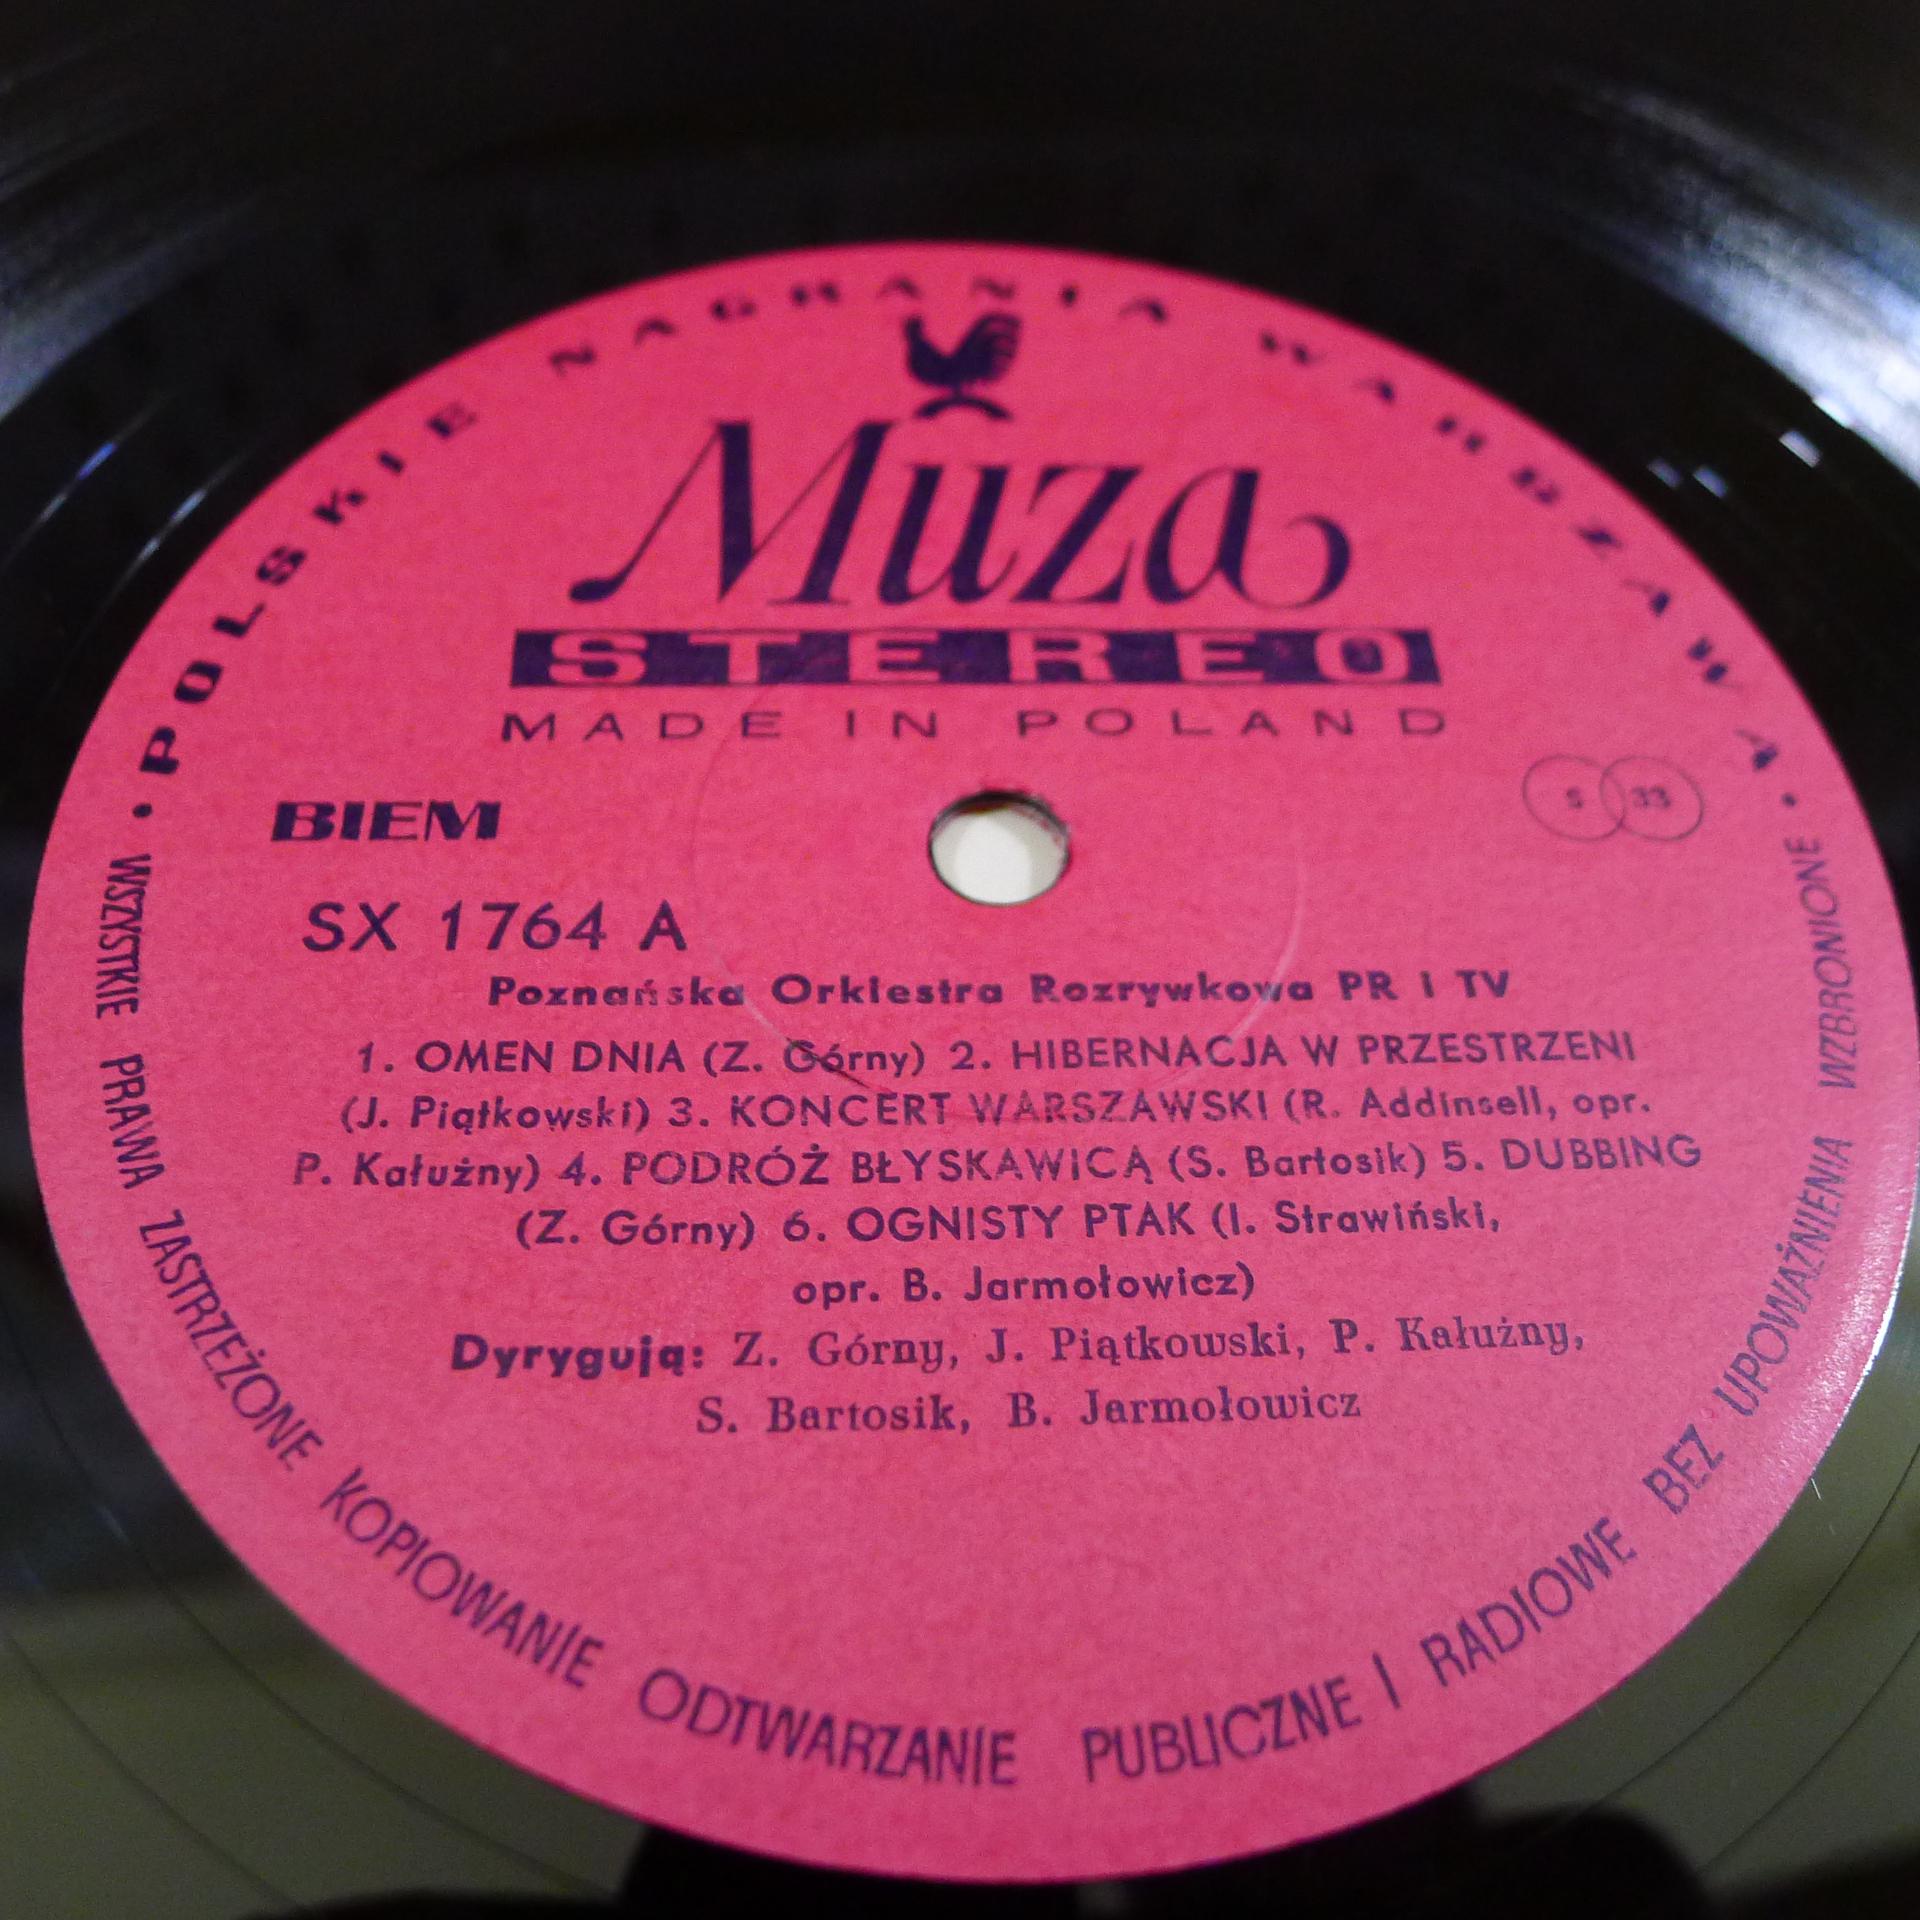 POLSKIE NAGRANIA WARSZAWA
Muza
STEREO
MADE IN POLAND
BIEM
S 33
SX 1764 A
Poznańska Orkiestra Rozrywkowa PR I TV
1. OMEN DNIA (Z. Górny) 2. HIBERNACJA W PRZESTRZENI
(J. Piątkowski) 3. KONCERT WARSZAWSKI (R. Addinsell, opr.
P. Kałużny) 4. PODRÓŻ BŁYSKAWICĄ (S. Bartosik) 5. DUBBING
(Z. Górny) 6. OGNISTY PTAK (I. Strawiński,
opr. B. Jarmołowicz)
Dyrygują: Z. Górny, J. Piątkowski, P. Kałużny,
S. Bartosik, B. Jarmołowicz
• WSZYSTKIE PRAWA ZASTRZEŻONE KOPIOWANIE ODTWARZANIE PUBLICZNE I RADIOWE BEZ UPOWAŻNIENIA WZBRONIONE •